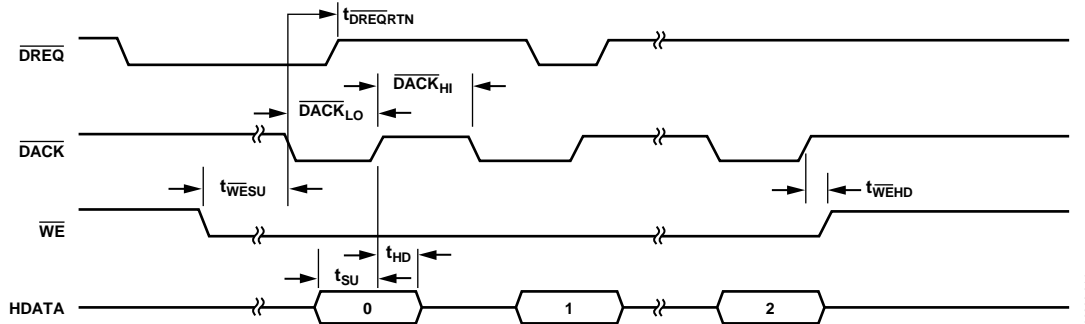 tDREQRTN
DREQ
DACKHI
DACKLO
DACK
tWESU
tWEHD
WE
tHD
tSU
HDATA
0
1
2